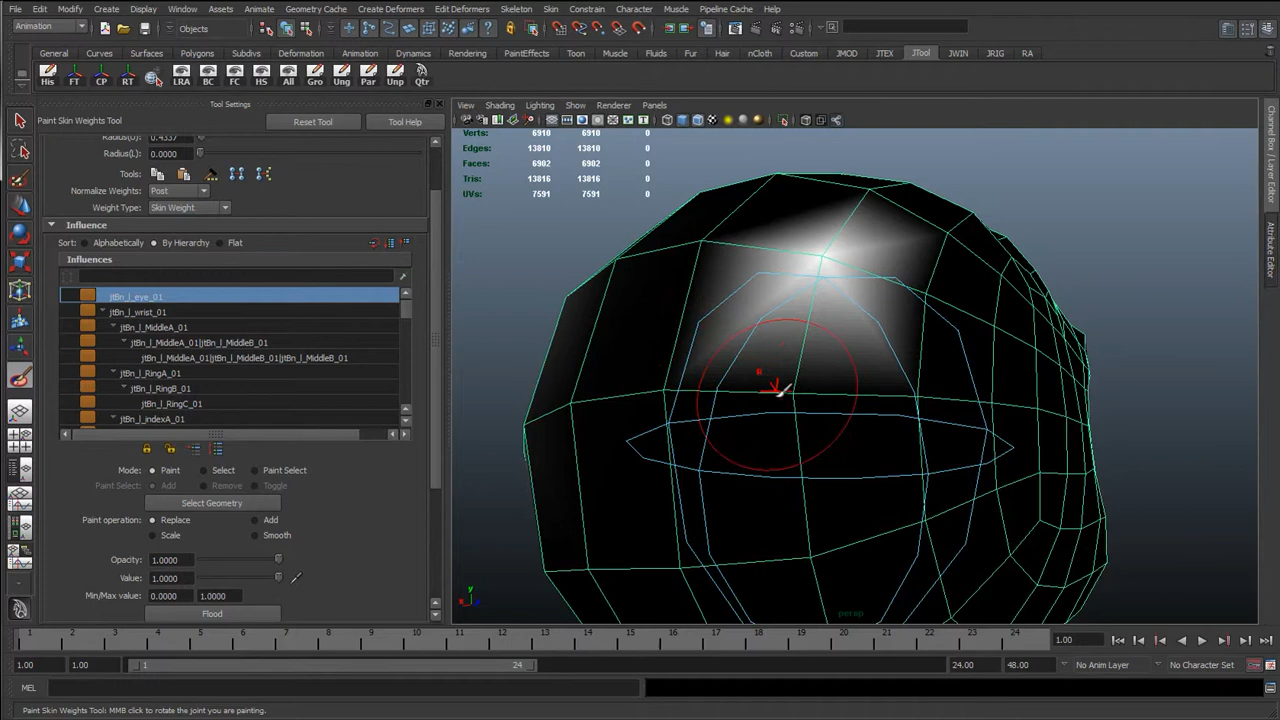 File Edit Modify Create Display Window Assets Animate Geometry Cache Create Deformers Edit Deformers Skeleton Skin Constrain Character Muscle Pipeline Cache Help
Animation Objects
General Curves Surfaces Polygons Subdivs Deformation Animation Dynamics Rendering PaintEffects Toon Muscle Fluids Fur Hair nCloth Custom JMOD JTEX JTool JWIN JRIG RA
His FT CP RT LRA BC FC HS All Gro Ung Par Unp Qtr
Tool Settings
Paint Skin Weights Tool Reset Tool Tool Help
Radius(U): 0.4337
Radius(L): 0.0000
Tools:
Normalize Weights: Post
Weight Type: Skin Weight
Influence
Sort: Alphabetically By Hierarchy Flat
Influences
jtBn_l_eye_01
jtBn_l_wrist_01
jtBn_l_MiddleA_01
jtBn_l_MiddleA_01|jtBn_l_MiddleB_01
jtBn_l_MiddleA_01|jtBn_l_MiddleB_01|jtBn_l_MiddleB_01
jtBn_l_RingA_01
jtBn_l_RingB_01
jtBn_l_RingC_01
jtBn_l_indexA_01
Mode: Paint Select Paint Select
Paint Select: Add Remove Toggle
Select Geometry
Paint operation: Replace Add
Scale Smooth
Opacity: 1.0000
Value: 1.0000
Min/Max value: 0.0000 1.0000
Flood
View Shading Lighting Show Renderer Panels
Verts: 6910 6910 0
Edges: 13810 13810 0
Faces: 6902 6902 0
Tris: 13816 13816 0
UVs: 7591 7591 0
R
y
x
z
persp
Channel Box / Layer Editor
Attribute Editor
1 2 3 4 5 6 7 8 9 10 11 12 13 14 15 16 17 18 19 20 21 22 23 24 1.00
1.00 1.00 1 24 24.00 48.00 No Anim Layer No Character Set
MEL
Paint Skin Weights Tool: MMB click to rotate the joint you are painting.